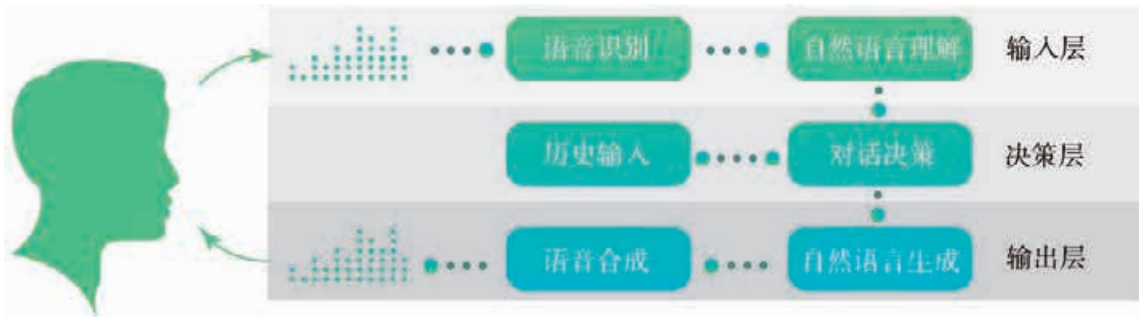 语音识别
自然语言理解
输入层
历史输入
对话决策
决策层
语音合成
自然语言生成
输出层